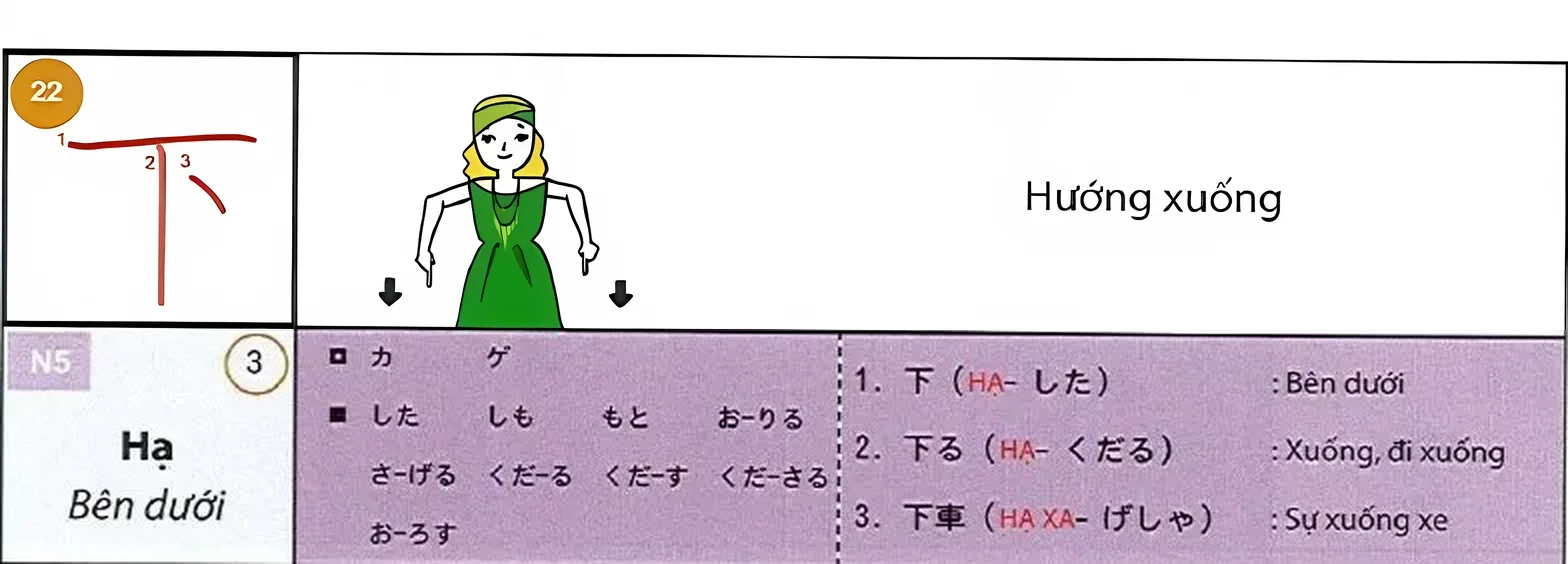 22
1
2 3
Hướng xuống
N5 3
Hạ
Bên dưới
カ ゲ
した しも もと お-りる
さ-げる くだ-る くだ-す くだ-さる
お-ろす
1. 下 (HẠ- した) : Bên dưới
2. 下る (HẠ- くだる) : Xuống, đi xuống
3. 下車 (HẠ XA- げしゃ) : Sự xuống xe